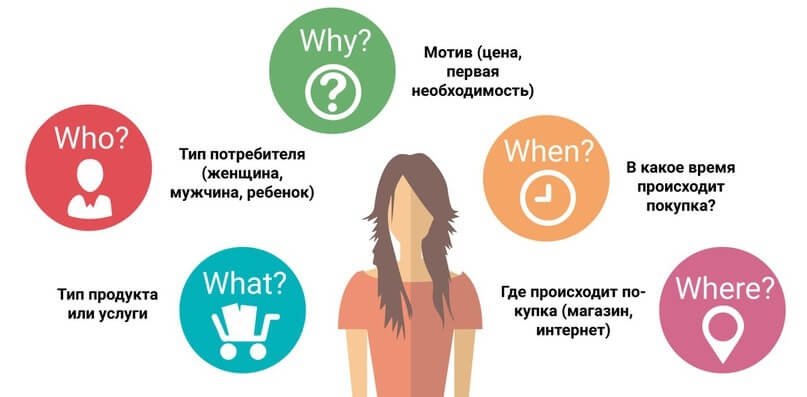 Why?
Мотив (цена,
первая
необходимость)
Who?
Тип потребителя
(женщина,
мужчина, ребенок)
When?
В какое время
происходит
покупка?
What?
Тип продукта
или услуги
Where?
Где происходит по-
купка (магазин,
интернет)